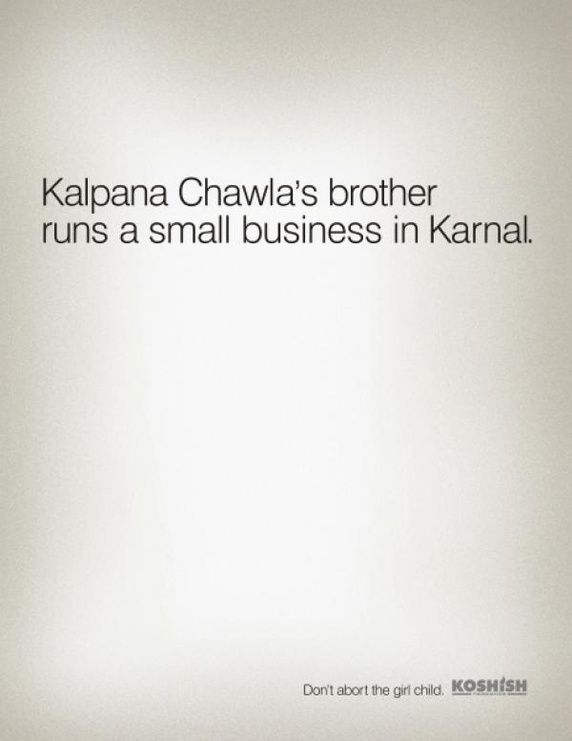 Kalpana Chawla's brother
runs a small business in Karnal.
Don't abort the girl child. KOSHISH